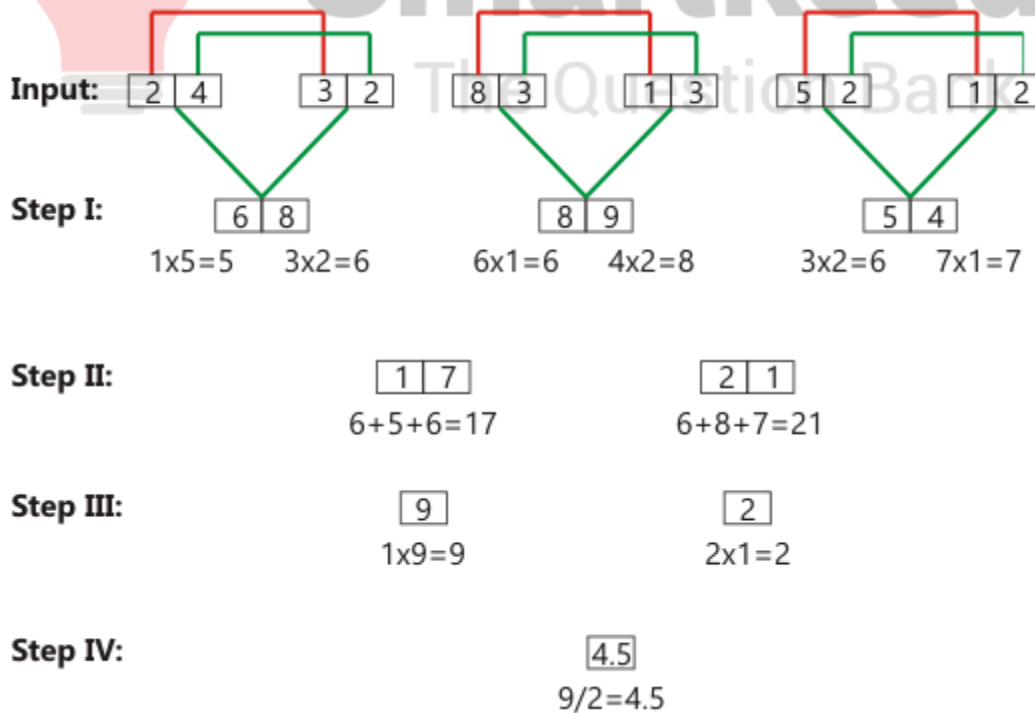 The Question Bank
Input: 2 4 3 2 8 3 1 3 5 2 1 2
Step I: 6 8 8 9 5 4
1x5=5 3x2=6 6x1=6 4x2=8 3x2=6 7x1=7
Step II: 1 7 2 1
6+5+6=17 6+8+7=21
Step III: 9 2
1x9=9 2x1=2
Step IV: 4.5
9/2=4.5